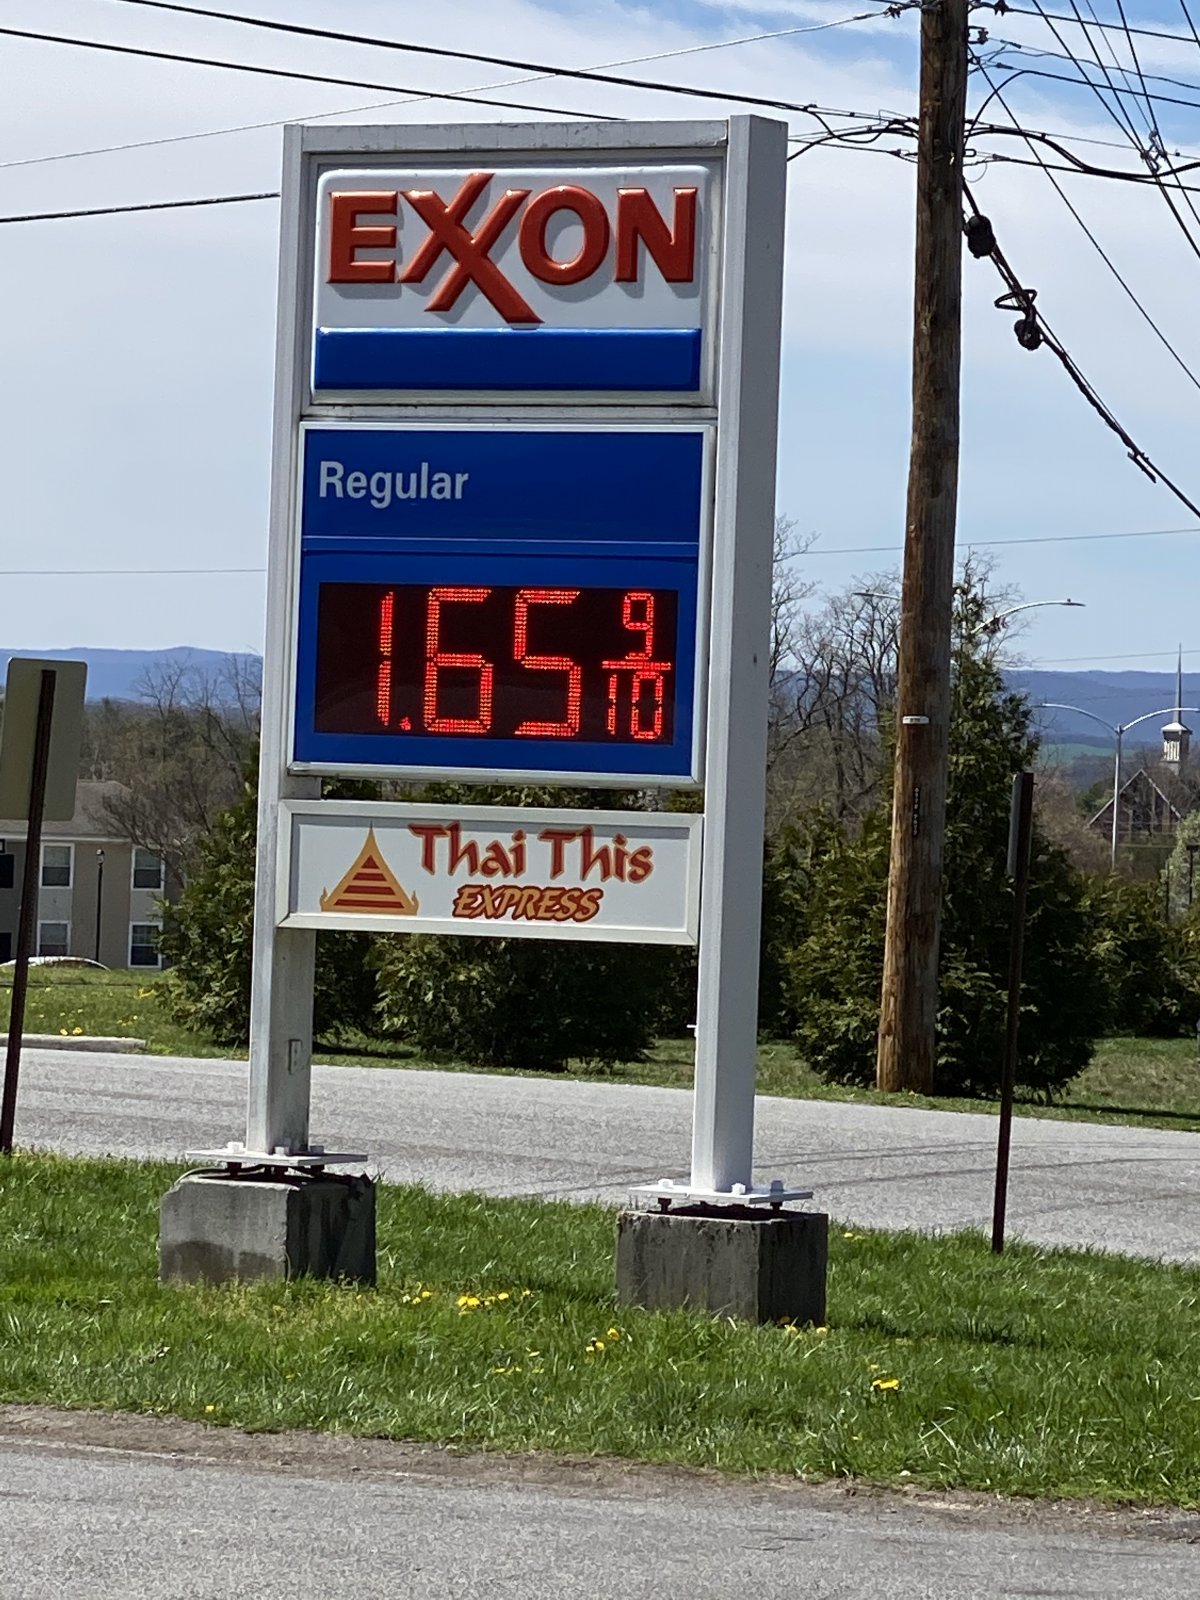 EXXON
Regular
1.65 9/10
Thai This
EXPRESS